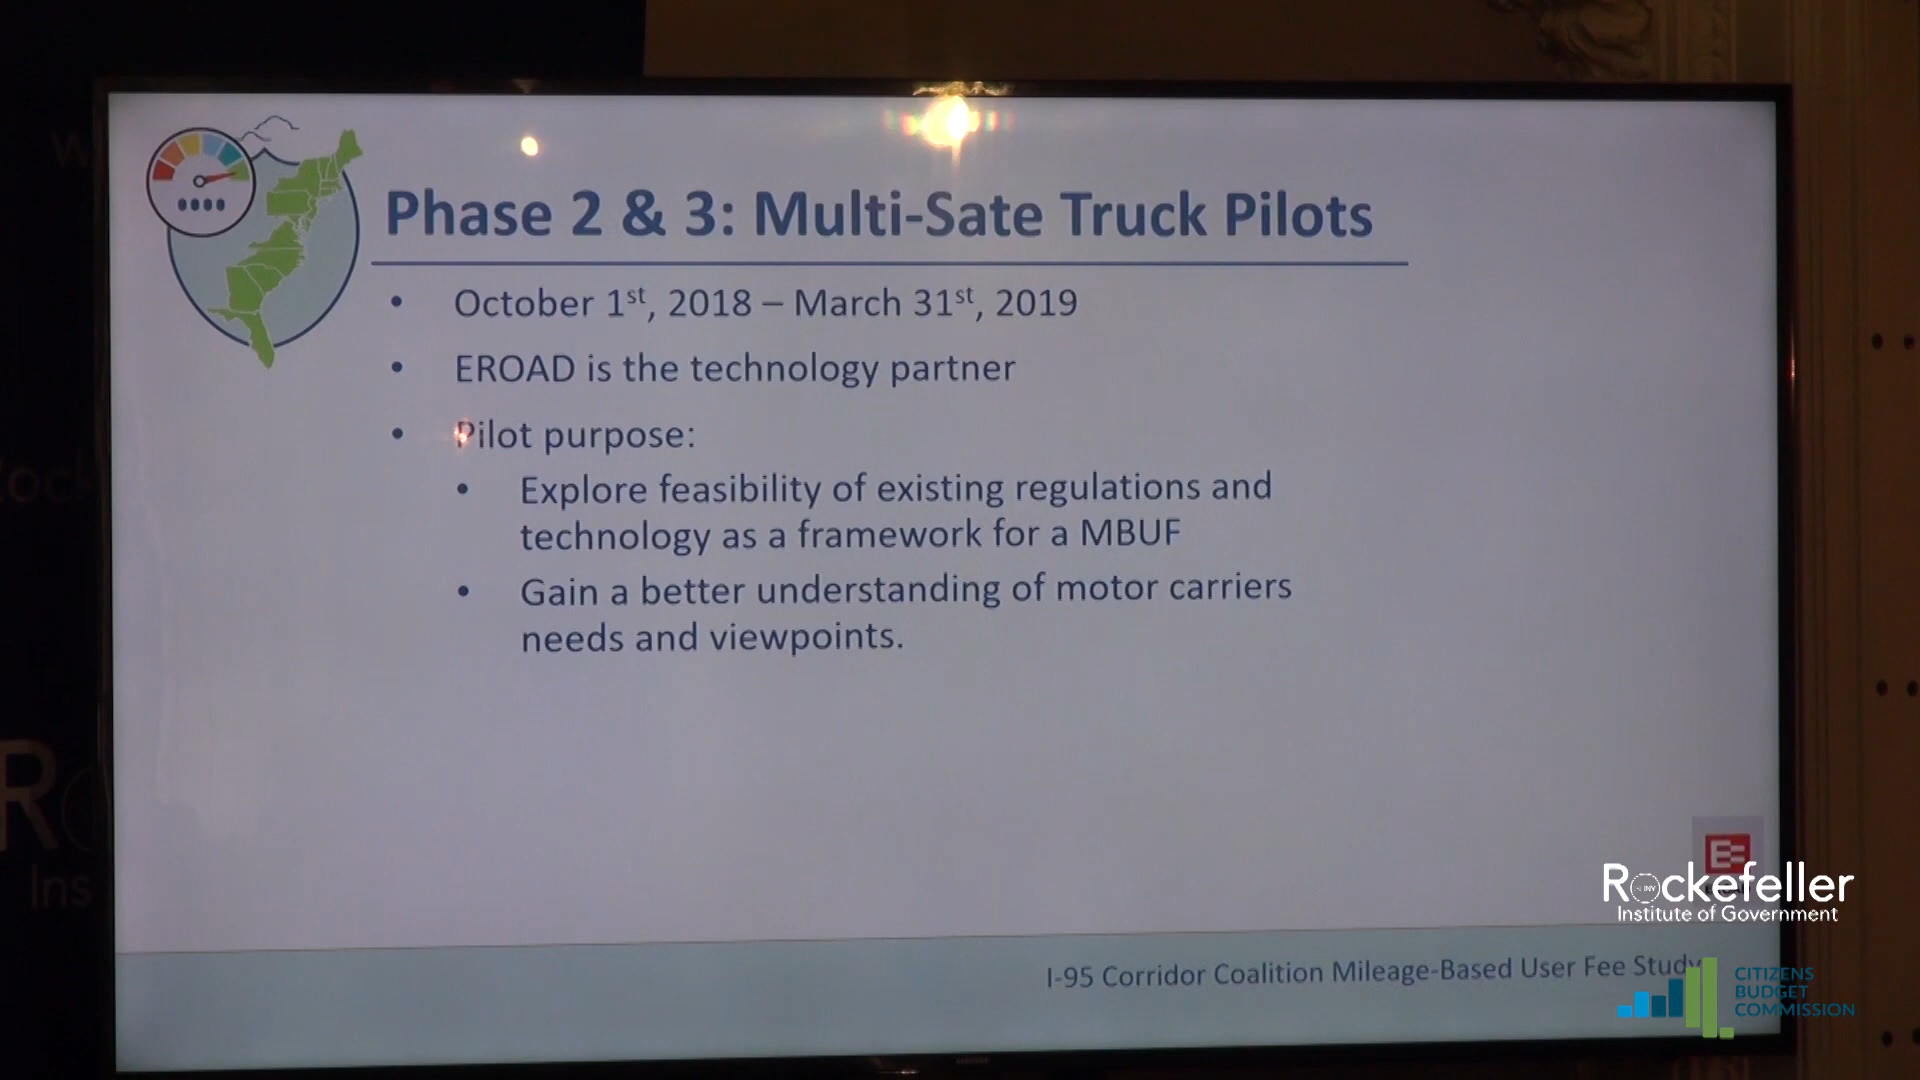 Phase 2 & 3: Multi-Sate Truck Pilots
• October 1st, 2018 – March 31st, 2019
• EROAD is the technology partner
• Pilot purpose:
• Explore feasibility of existing regulations and
technology as a framework for a MBUF
• Gain a better understanding of motor carriers
needs and viewpoints.
Rockefeller
Institute of Government
I-95 Corridor Coalition Mileage-Based User Fee Study
CITIZENS
BUDGET
COMMISSION